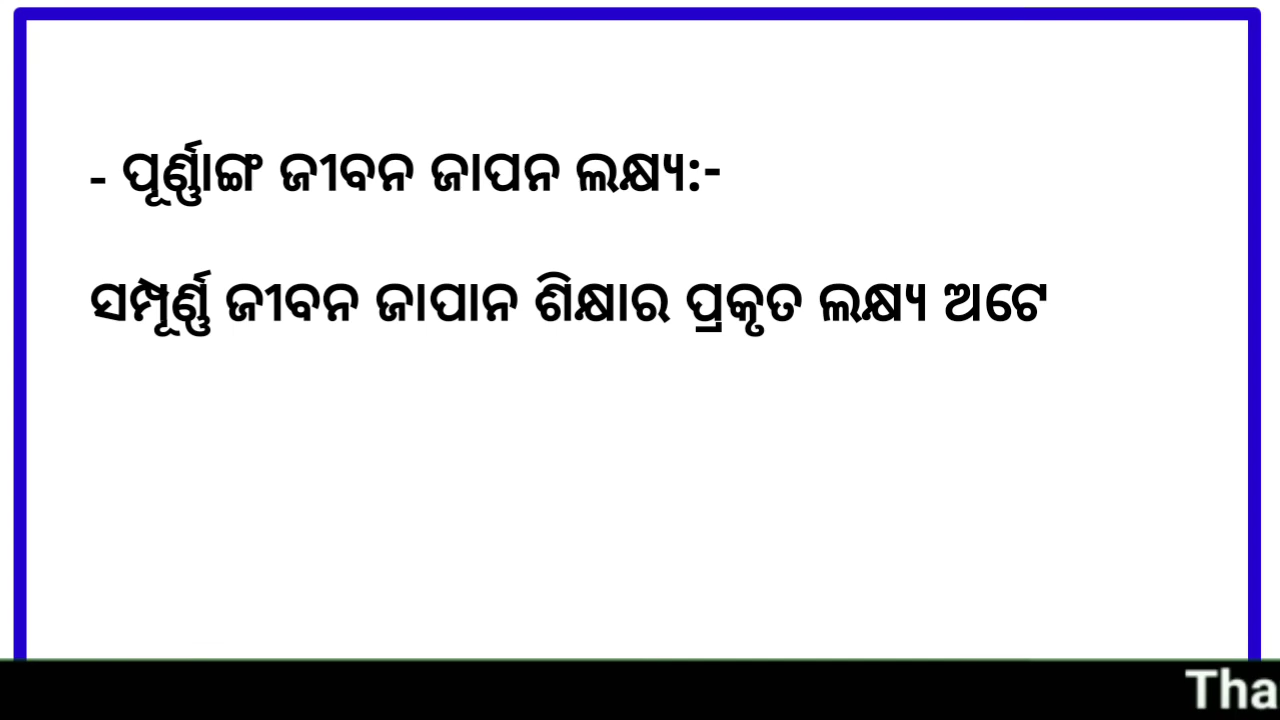 - ପୂର୍ଣ୍ଣାଙ୍ଗ ଜୀବନ ଜାପନ ଲକ୍ଷ୍ୟ:-
ସମ୍ପୂର୍ଣ୍ଣ ଜୀବନ ଜାପାନ ଶିକ୍ଷାର ପ୍ରକୃତ ଲକ୍ଷ୍ୟ ଅଟେ
Tha